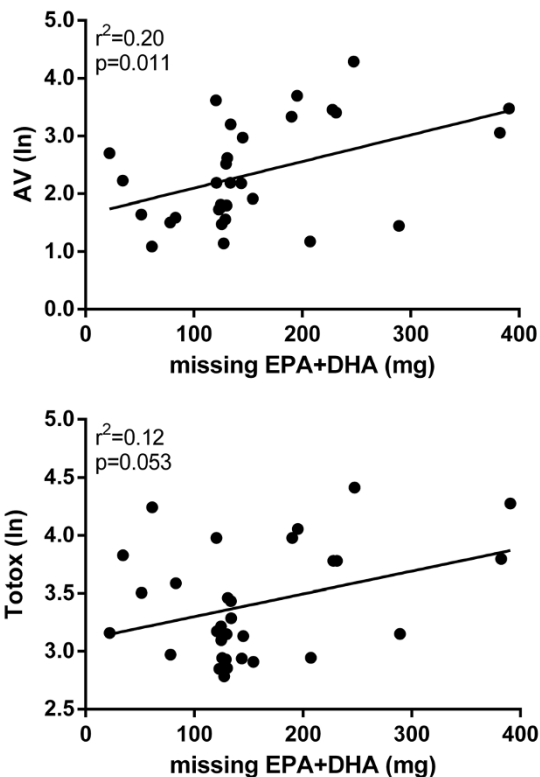 5.0
r²=0.20
p=0.011
4.0
3.0
AV (ln)
2.0
1.0
0.0
0 100 200 300 400
missing EPA+DHA (mg)
5.0
r²=0.12
p=0.053
4.5
4.0
Totox (ln)
3.5
3.0
2.5
0 100 200 300 400
missing EPA+DHA (mg)